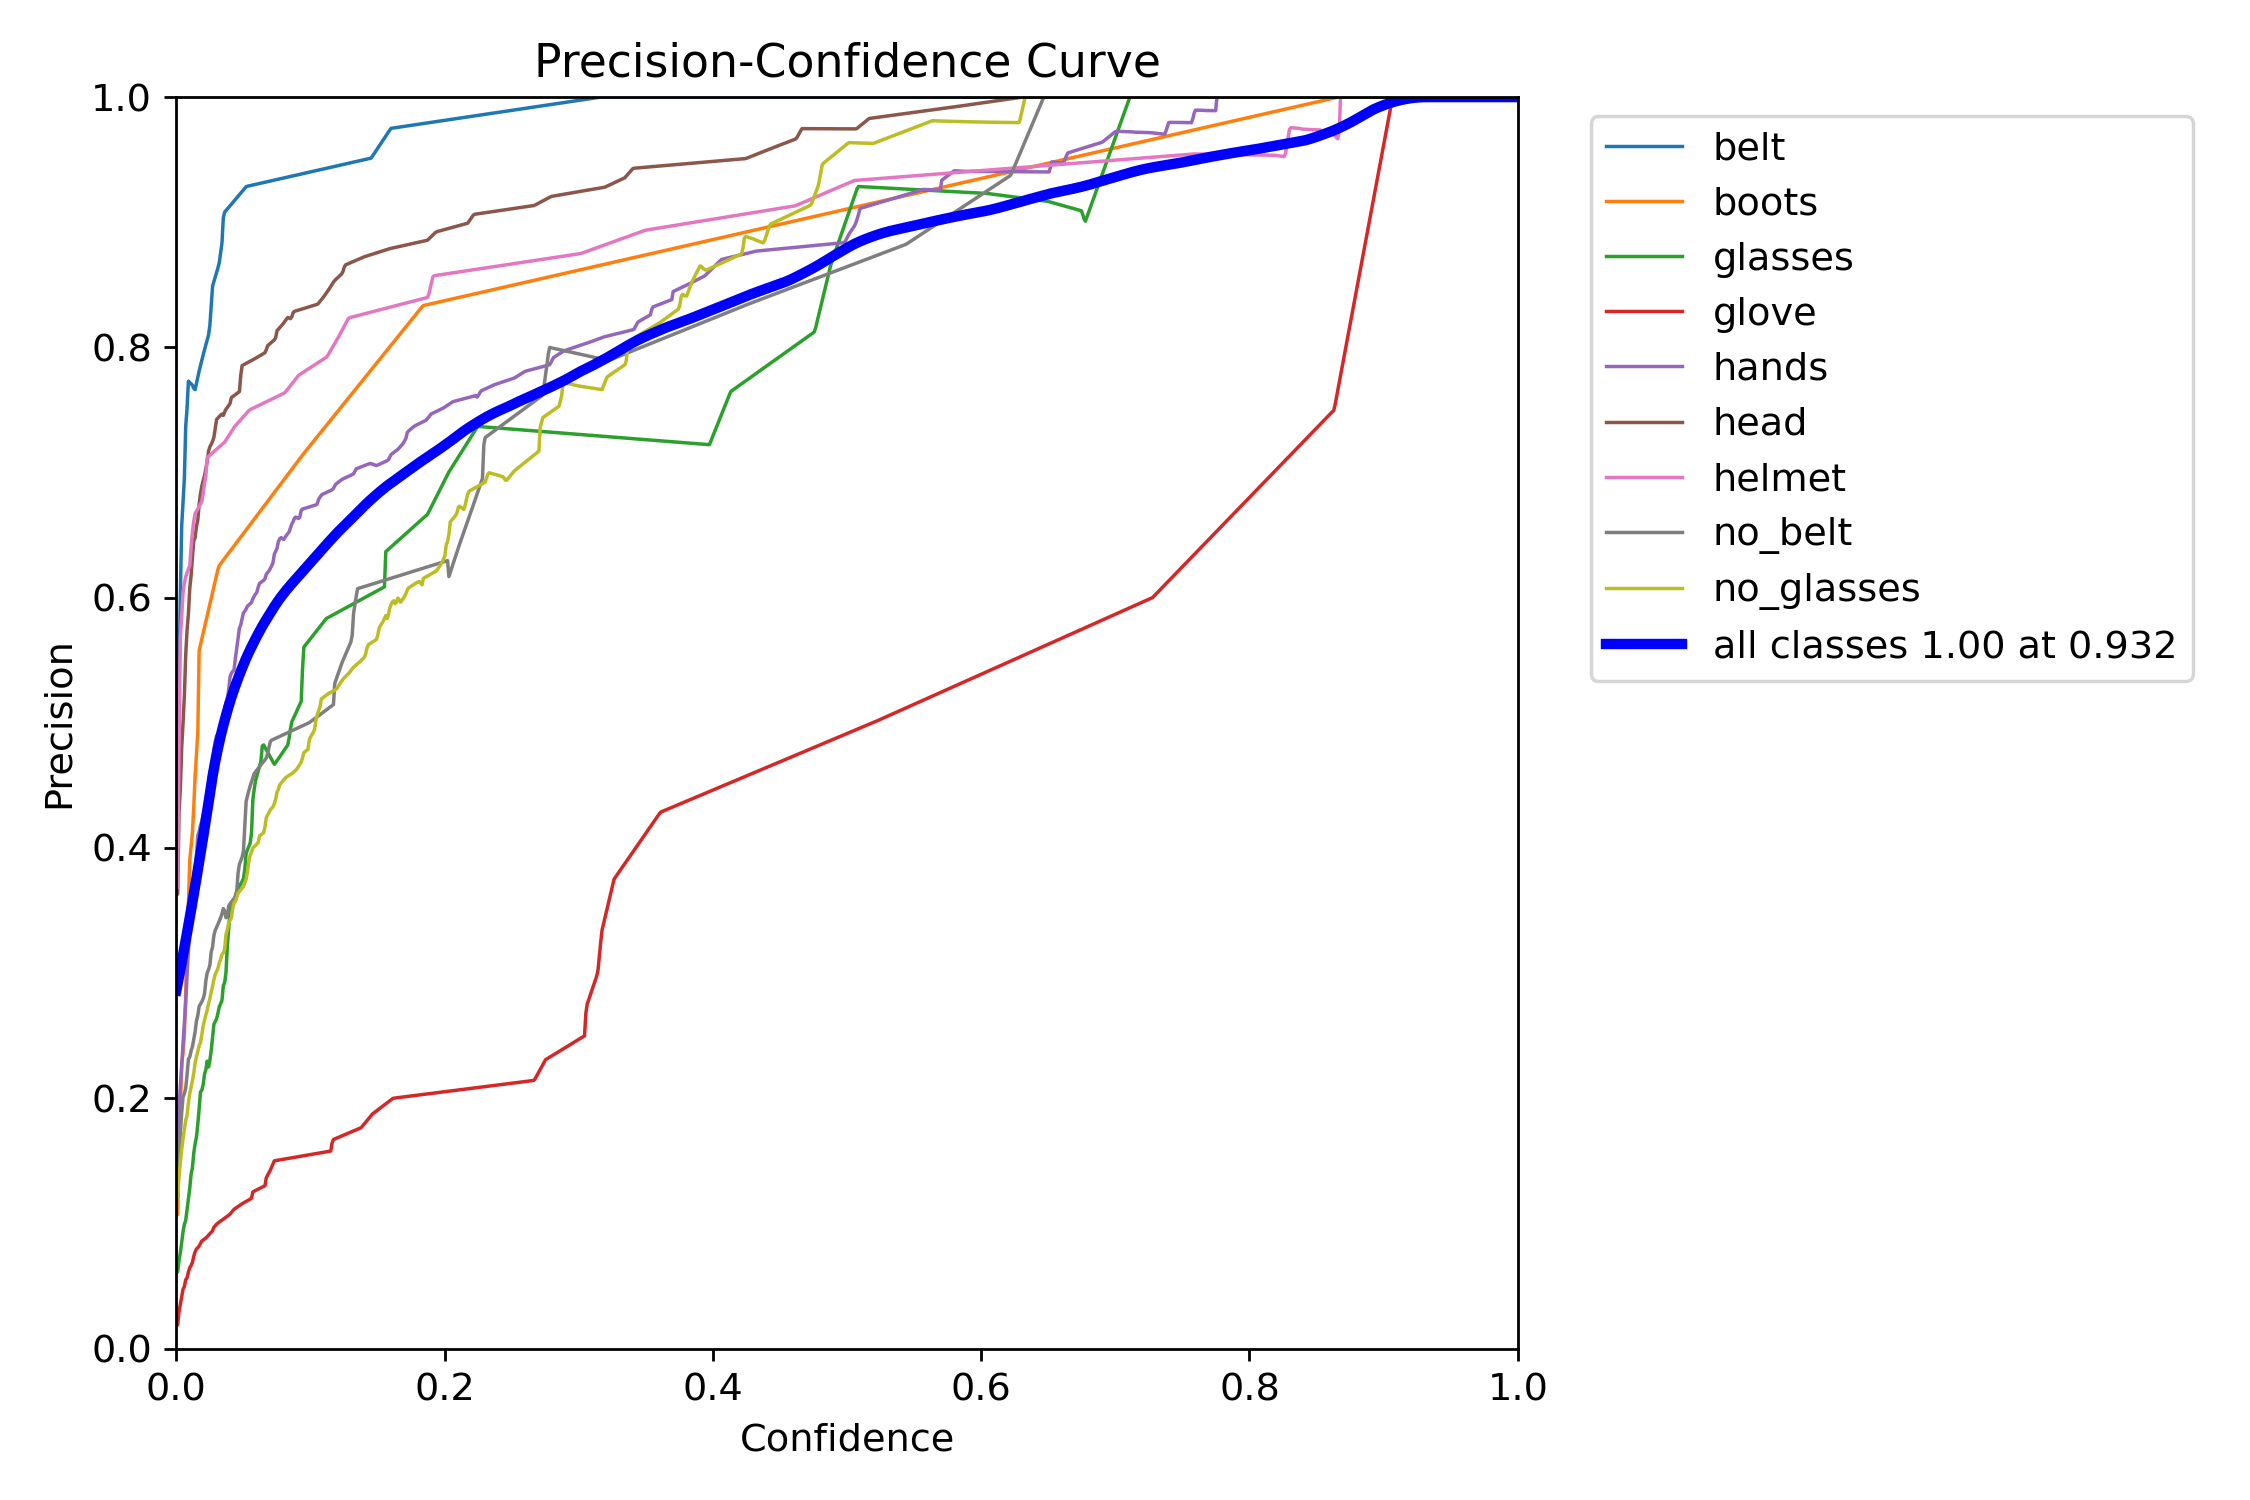 Precision-Confidence Curve
1.0
0.8
0.6
0.4
0.2
0.0
Precision
0.0 0.2 0.4 0.6 0.8 1.0
Confidence
belt
boots
glasses
glove
hands
head
helmet
no_belt
no_glasses
all classes 1.00 at 0.932